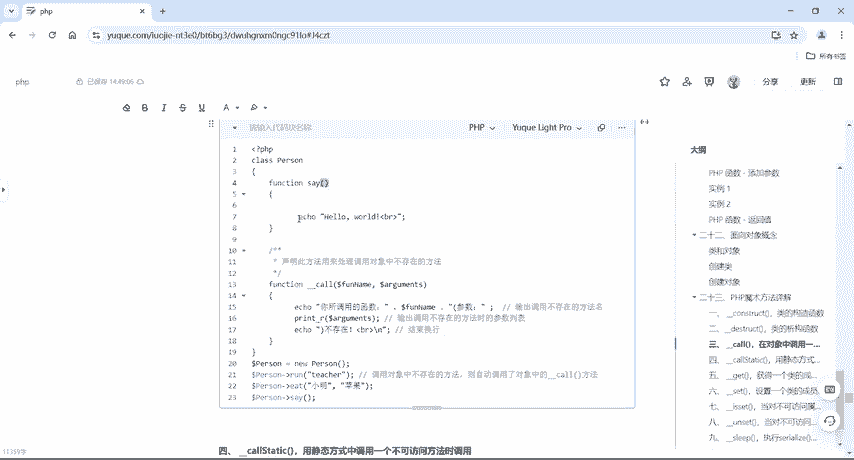 php
yuque.com/iuojie-nt3e0/bt6bg3/dwuhgnxm0ngc91lo#J4czt
所有书签
php
已保存 14:49:06
分享
更新
请输入代码块名称
PHP
Yuque Light Pro
1 <?php
2 class Person
3 {
4 function say()
5 {
6
7 echo "Hello, world!<br>";
8 }
9
10 /**
11 * 声明此方法用来处理调用对象中不存在的方法
12 */
13 function __call($funName, $arguments)
14 {
15 echo "你所调用的函数：" . $funName . "(参数：" ; // 输出调用不存在的方法名
16 print_r($arguments); // 输出调用不存在的方法时的参数列表
17 echo ")不存在！<br>\n"; // 结束换行
18 }
19 }
20 $Person = new Person();
21 $Person->run("teacher"); // 调用对象中不存在的方法，则自动调用了对象中的__call()方法
22 $Person->eat("小明", "苹果");
23 $Person->say();
四、 __callStatic()，用静态方式中调用一个不可访问方法时调用
大纲
PHP 函数 - 添加参数
实例 1
实例 2
PHP 函数 - 返回值
二十二、面向对象概念
类和对象
创建类
创建对象
二十三、PHP魔术方法详解
一、 __construct()，类的构造函数
二、 __destruct()，类的析构函数
三、 __call()，在对象中调用一...
四、 __callStatic()，用静态方式...
五、 __get()，获得一个类的成...
六、 __set()，设置一个类的成员
七、 __isset()，当对不可访问属...
八、 __unset()，当对不可访问...
九、 __sleep()，执行serialize()...
11359字